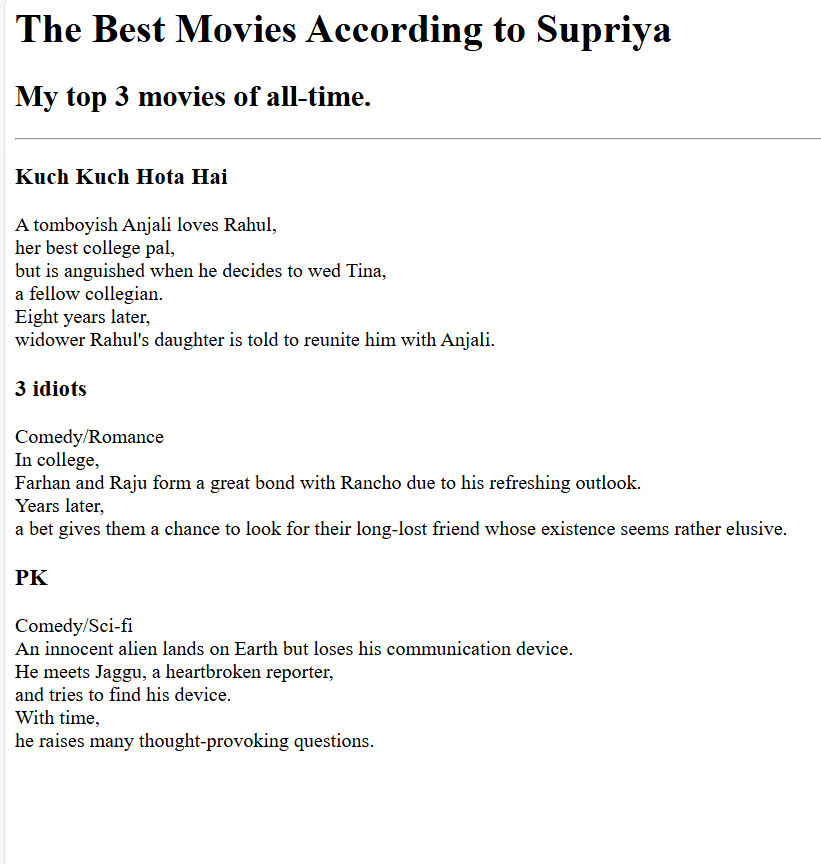 The Best Movies According to Supriya
My top 3 movies of all-time.
Kuch Kuch Hota Hai
A tomboyish Anjali loves Rahul,
her best college pal,
but is anguished when he decides to wed Tina,
a fellow collegian.
Eight years later,
widower Rahul's daughter is told to reunite him with Anjali.
3 idiots
Comedy/Romance
In college,
Farhan and Raju form a great bond with Rancho due to his refreshing outlook.
Years later,
a bet gives them a chance to look for their long-lost friend whose existence seems rather elusive.
PK
Comedy/Sci-fi
An innocent alien lands on Earth but loses his communication device.
He meets Jaggu, a heartbroken reporter,
and tries to find his device.
With time,
he raises many thought-provoking questions.